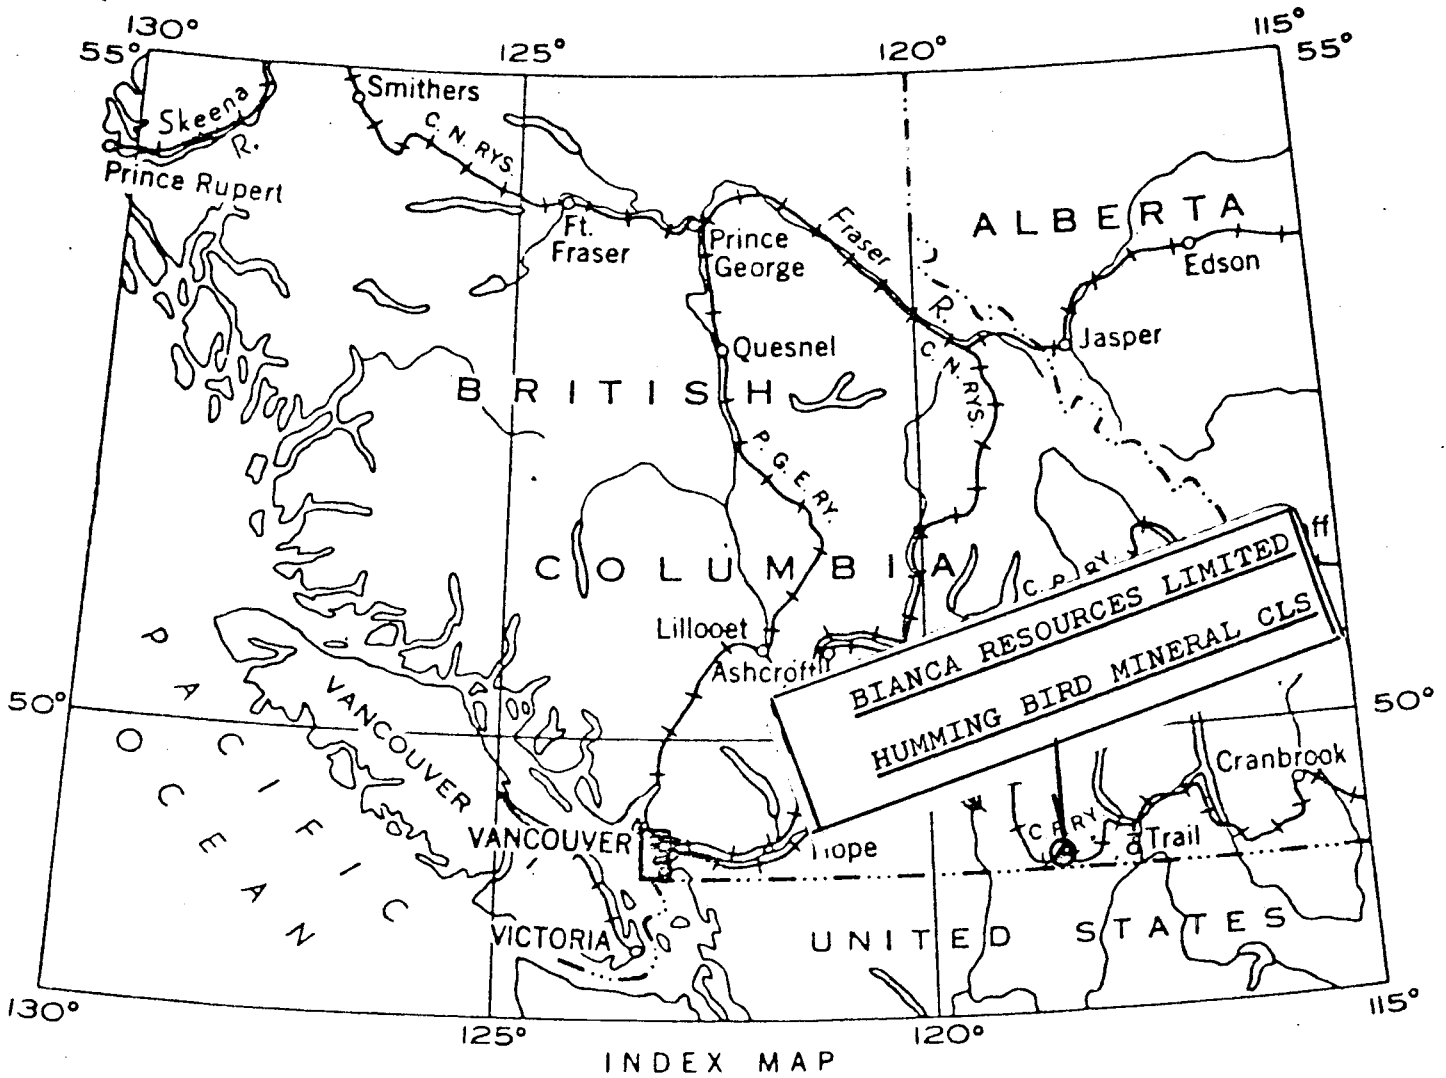 130°
125°
120°
115°
55°
55°
Smithers
Skeena
R.
C. N. RYS.
Prince Rupert
Ft.
Fraser
Prince
George
Fraser
R.
ALBERTA
Edson
Jasper
Quesnel
C. N. RYS.
BRITISH
P. G. E. RY.
COLUMBIA
C. P. RY.
ff
BIANCA RESOURCES LIMITED
HUMMING BIRD MINERAL CLS
Lillooet
Ashcroft
PACIFIC
OCEAN
VANCOUVER
50°
50°
Cranbrook
VANCOUVER
C P RY.
Trail
VICTORIA
UNITED STATES
130°
125°
120°
115°
INDEX MAP